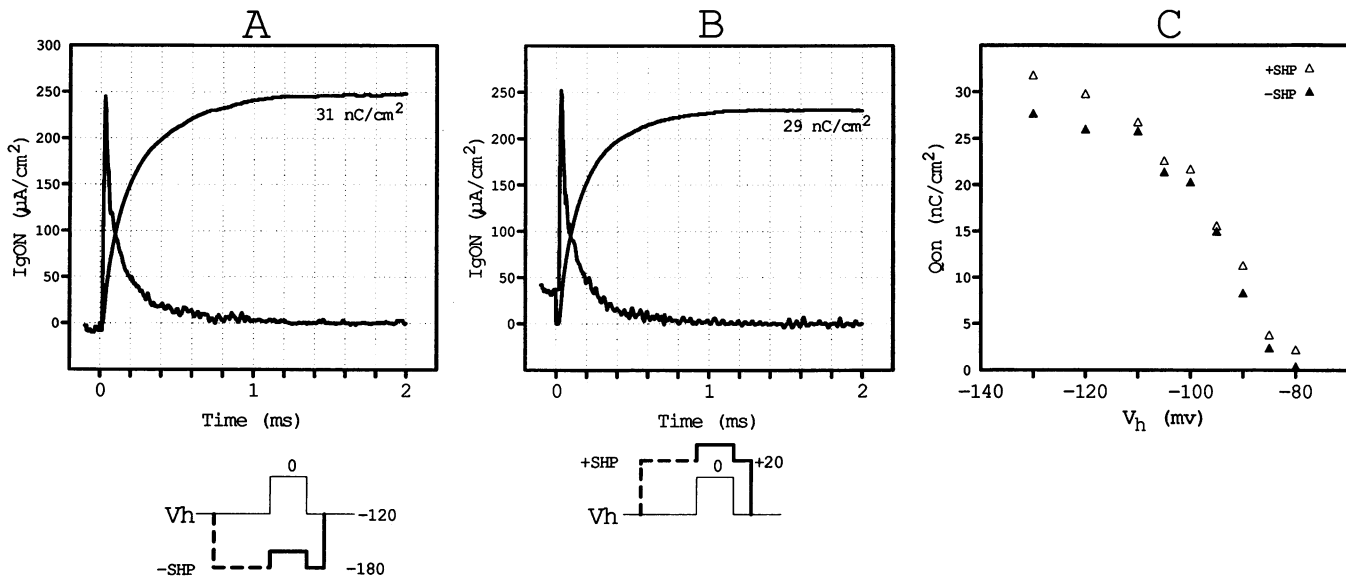 A
300
250
200
150
100
50
0
IgON (µA/cm²)
31 nC/cm²
0
1
2
Time (ms)
0
Vh
-120
-SHP
-180
B
300
250
200
150
100
50
0
IgON (µA/cm²)
29 nC/cm²
0
1
2
Time (ms)
+SHP
0
+20
Vh
C
30
25
20
15
10
5
0
Qon (nC/cm²)
+SHP △
-SHP ▲
-140
-120
-100
-80
Vh (mv)